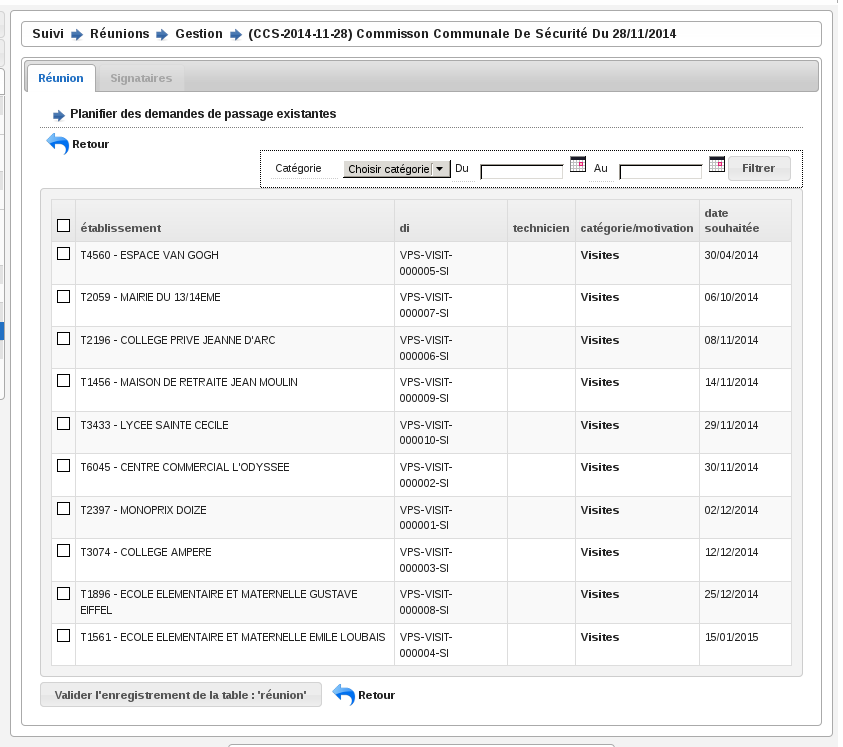 Suivi Réunions Gestion (CCS-2014-11-28) Commisson Communale De Sécurité Du 28/11/2014
Réunion Signataires
Planifier des demandes de passage existantes
Retour
Catégorie Choisir catégorie Du Au Filtrer
établissement di technicien catégorie/motivation date souhaitée
T4560 - ESPACE VAN GOGH VPS-VISIT- Visites 30/04/2014
000005-SI
T2059 - MAIRIE DU 13/14EME VPS-VISIT- Visites 06/10/2014
000007-SI
T2196 - COLLEGE PRIVE JEANNE D'ARC VPS-VISIT- Visites 08/11/2014
000006-SI
T1456 - MAISON DE RETRAITE JEAN MOULIN VPS-VISIT- Visites 14/11/2014
000009-SI
T3433 - LYCEE SAINTE CECILE VPS-VISIT- Visites 29/11/2014
000010-SI
T6045 - CENTRE COMMERCIAL L'ODYSSEE VPS-VISIT- Visites 30/11/2014
000002-SI
T2397 - MONOPRIX DOIZE VPS-VISIT- Visites 02/12/2014
000001-SI
T3074 - COLLEGE AMPERE VPS-VISIT- Visites 12/12/2014
000003-SI
T1896 - ECOLE ELEMENTAIRE ET MATERNELLE GUSTAVE VPS-VISIT- Visites 25/12/2014
EIFFEL 000008-SI
T1561 - ECOLE ELEMENTAIRE ET MATERNELLE EMILE LOUBAIS VPS-VISIT- Visites 15/01/2015
000004-SI
Valider l'enregistrement de la table : 'réunion' Retour